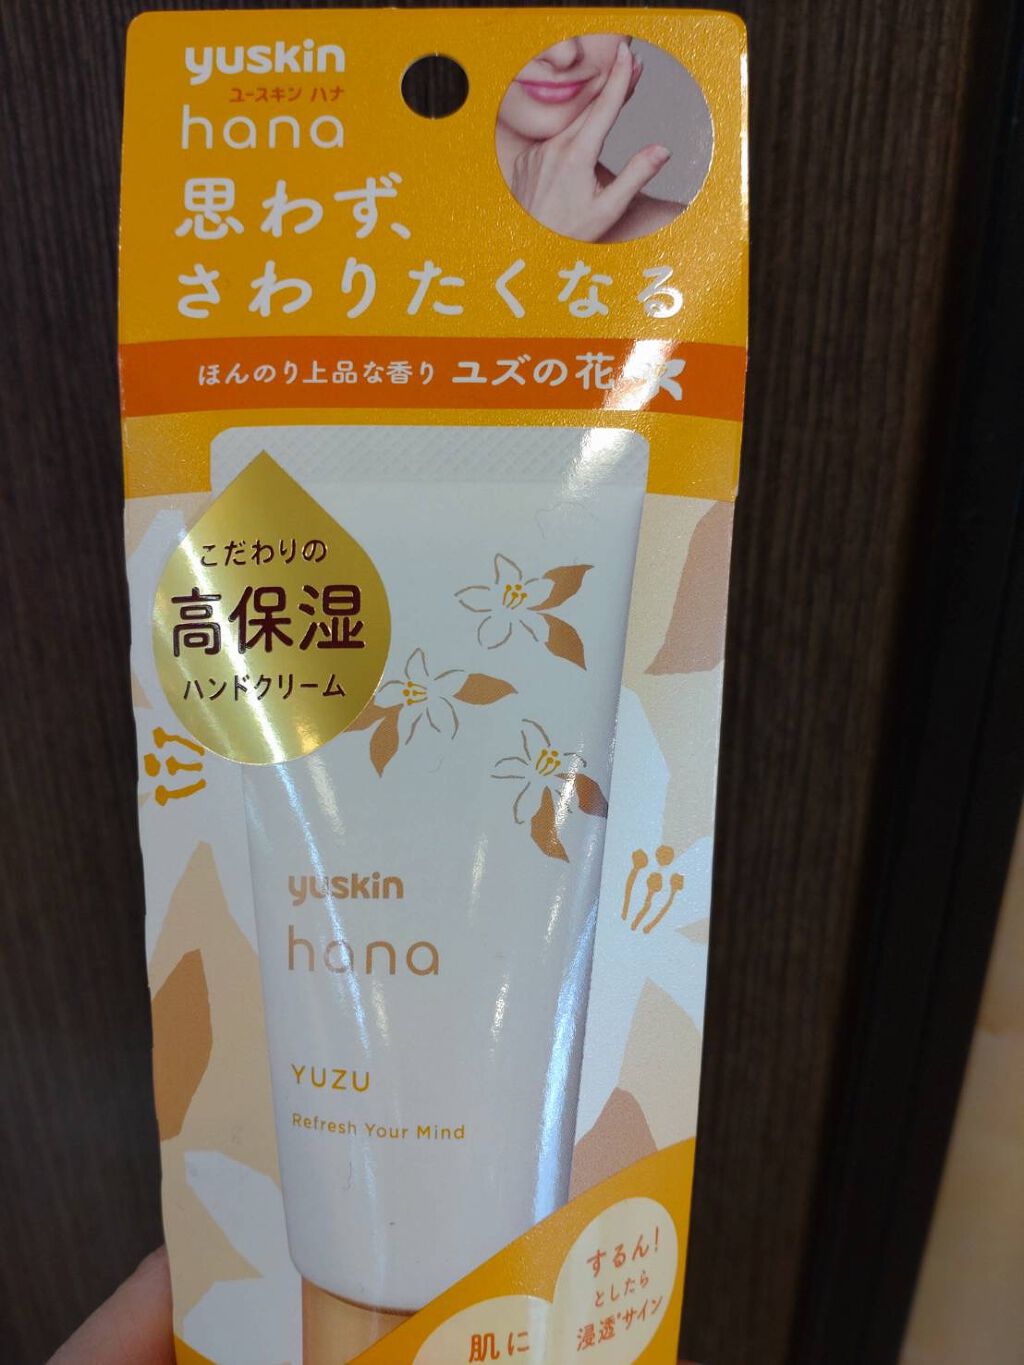 yuskin
ユースキン ハナ
hana
思わず、
さわりたくなる
ほんのり上品な香り ユズの花
こだわりの
高保湿
ハンドクリーム
yuskin
hana
YUZU
Refresh Your Mind
するん!
としたら
浸透*サイン
肌に